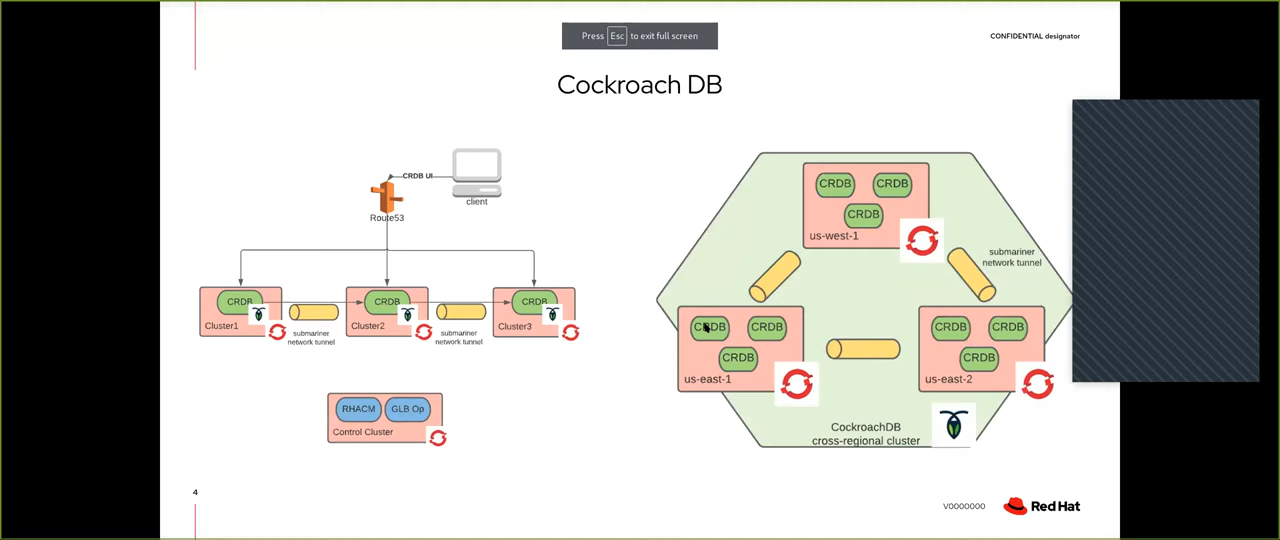 Press Esc to exit full screen
CONFIDENTIAL designator
Cockroach DB
CRDB UI
client
Route53
CRDB
Cluster1
submariner
network tunnel
CRDB
Cluster2
submariner
network tunnel
CRDB
Cluster3
RHACM
GLB Op
Control Cluster
CRDB
CRDB
CRDB
us-west-1
submariner
network tunnel
CRDB
CRDB
CRDB
us-east-1
CRDB
CRDB
CRDB
us-east-2
CockroachDB
cross-regional cluster
4
V0000000
Red Hat